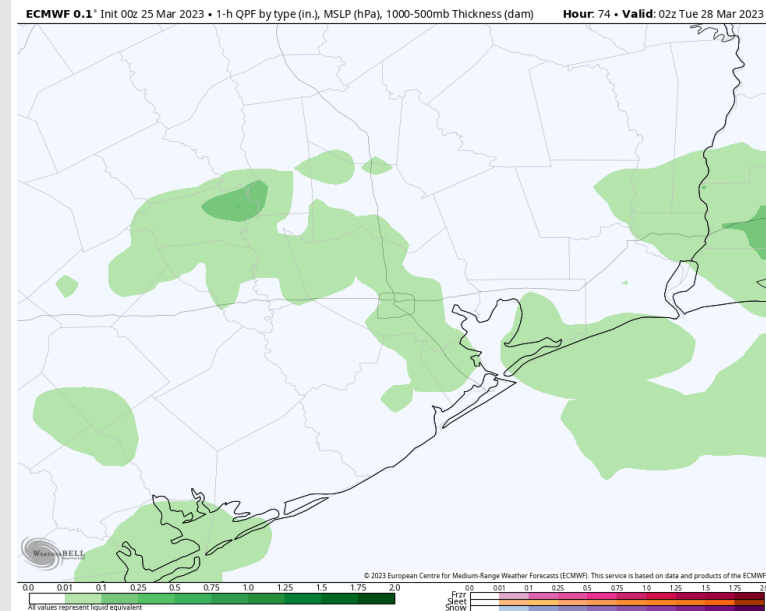 ECMWF 0.1° Init 00z 25 Mar 2023 • 1-h QPF by type (in.), MSLP (hPa), 1000-500mb Thickness (dam)
Hour: 74 • Valid: 02z Tue 28 Mar 2023
WEATHERBELL
© 2023 European Centre for Medium-Range Weather Forecasts (ECMWF). This service is based on data and products of the ECMWF
0.0 0.01 0.1 0.25 0.50 0.75 1.0 1.25 1.5 1.75 2.0
All values represent liquid equivalent
0.0 0.01 0.1 0.25 0.5 0.75 1.0 1.25 1.5 1.75 2.0
Frzr
Sleet
Snow